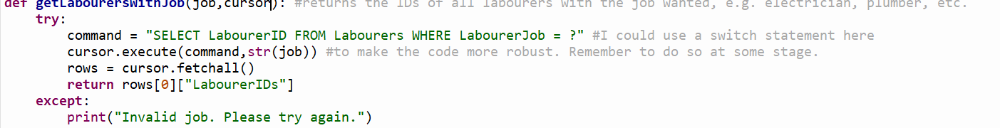 def getLabourersWithJob(job,cursor): #returns the IDs of all labourers with the job wanted, e.g. electrician, plumber, etc.
    try:
        command = "SELECT LabourerID FROM Labourers WHERE LabourerJob = ?" #I could use a switch statement here
        cursor.execute(command,str(job)) #to make the code more robust. Remember to do so at some stage.
        rows = cursor.fetchall()
        return rows[0]["LabourerIDs"]
    except:
        print("Invalid job. Please try again.")